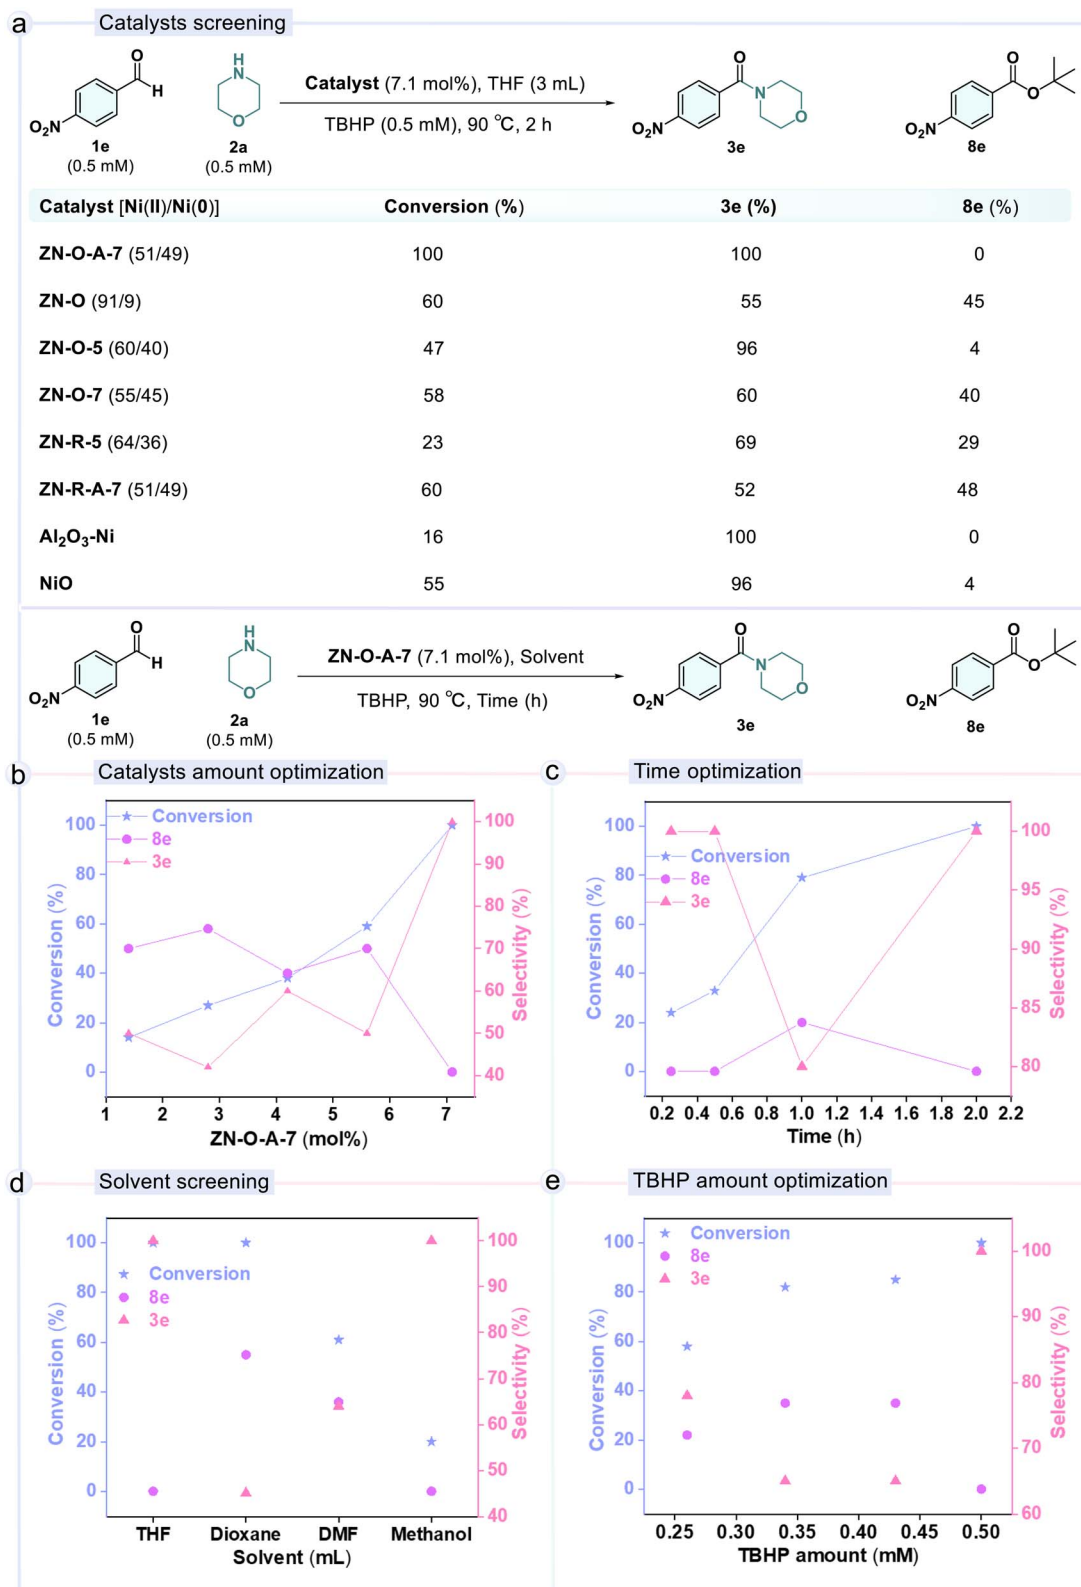 a Catalysts screening
O
H
O₂N
1e
(0.5 mM)
H
N
O
2a
(0.5 mM)
Catalyst (7.1 mol%), THF (3 mL)
TBHP (0.5 mM), 90 °C, 2 h
O
N
O
O₂N
3e
O
O
O₂N
8e
Catalyst [Ni(II)/Ni(0)] Conversion (%) 3e (%) 8e (%)
ZN-O-A-7 (51/49) 100 100 0
ZN-O (91/9) 60 55 45
ZN-O-5 (60/40) 47 96 4
ZN-O-7 (55/45) 58 60 40
ZN-R-5 (64/36) 23 69 29
ZN-R-A-7 (51/49) 60 52 48
Al₂O₃-Ni 16 100 0
NiO 55 96 4
O
H
O₂N
1e
(0.5 mM)
H
N
O
2a
(0.5 mM)
ZN-O-A-7 (7.1 mol%), Solvent
TBHP, 90 °C, Time (h)
O
N
O
O₂N
3e
O
O
O₂N
8e
b Catalysts amount optimization
Conversion
8e
3e
100
80
60
40
20
0
Conversion (%)
100
90
80
70
60
50
40
Selectivity (%)
1 2 3 4 5 6 7
ZN-O-A-7 (mol%)
c Time optimization
Conversion
8e
3e
100
80
60
40
20
0
Conversion (%)
100
95
90
85
80
Selectivity (%)
0.2 0.4 0.6 0.8 1.0 1.2 1.4 1.6 1.8 2.0 2.2
Time (h)
d Solvent screening
Conversion
8e
3e
100
80
60
40
20
0
Conversion (%)
100
90
80
70
60
50
40
Selectivity (%)
THF Dioxane DMF Methanol
Solvent (mL)
e TBHP amount optimization
Conversion
8e
3e
100
80
60
40
20
0
Conversion (%)
100
90
80
70
60
Selectivity (%)
0.25 0.30 0.35 0.40 0.45 0.50
TBHP amount (mM)